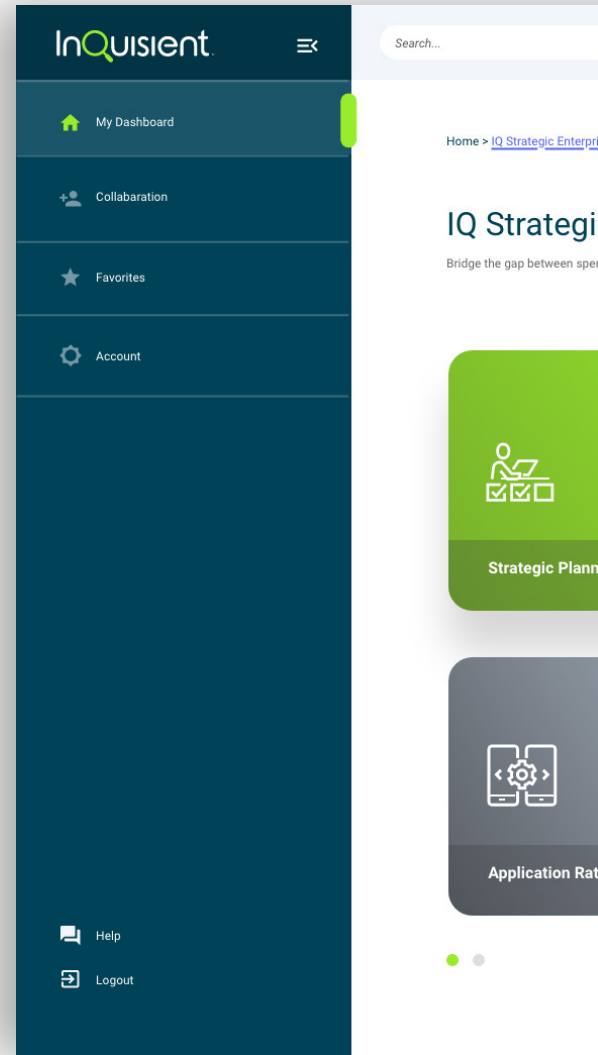 InQuisient
Search...
My Dashboard
Home > IQ Strategic Enterpri
Collabaration
IQ Strategi
Bridge the gap between spe
Favorites
Account
Strategic Plann
Application Rat
Help
Logout